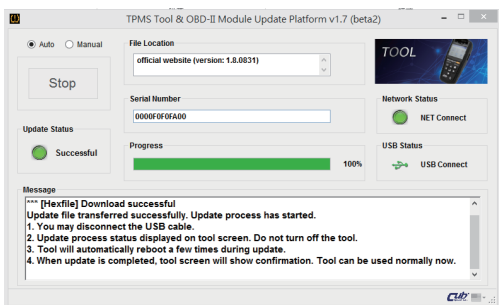 TPMS Tool & OBD-II Module Update Platform v1.7 (beta2)
Auto Manual
Stop
File Location
official website (version: 1.8.0831)
TOOL
Serial Number
0000F0F0FA00
Network Status
NET Connect
Update Status
Successful
Progress
100%
USB Status
USB Connect
Message
*** [Hexfile] Download successful
Update file transferred successfully. Update process has started.
1. You may disconnect the USB cable.
2. Update process status displayed on tool screen. Do not turn off the tool.
3. Tool will automatically reboot a few times during update.
4. When update is completed, tool screen will show confirmation. Tool can be used normally now.
Cub